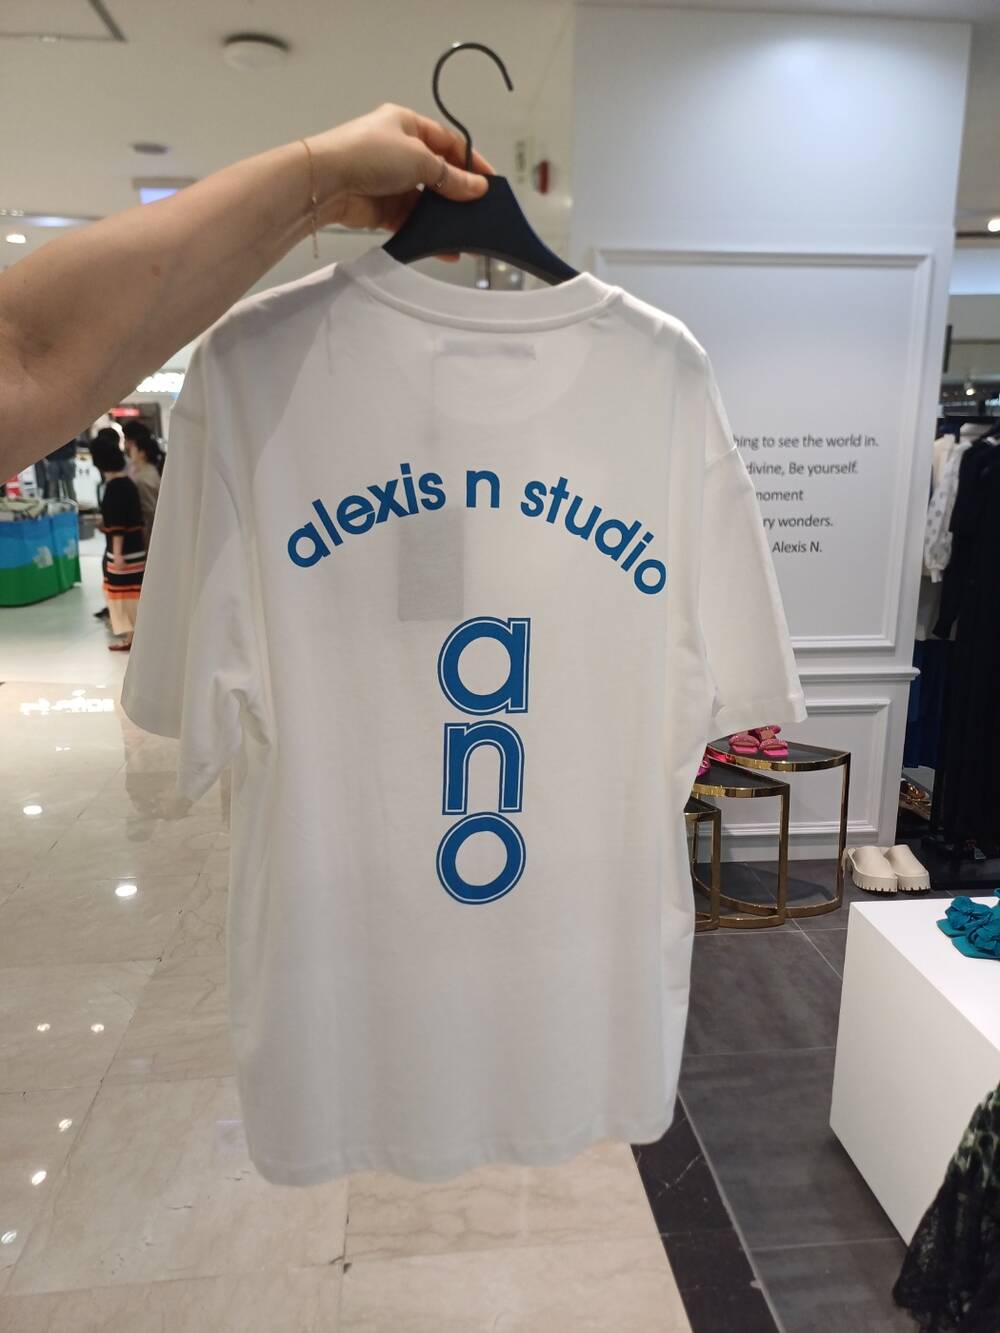 alexis n studio
a
n
o
to see the world in.
divine, Be yourself.
moment
wonders.
Alexis N.